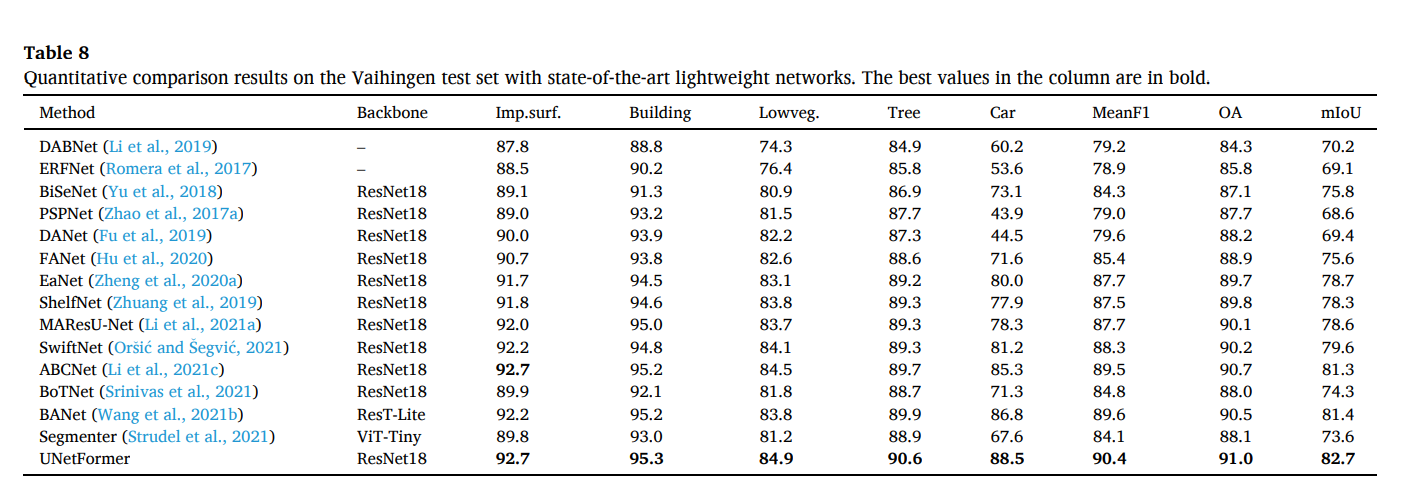 Table 8
Quantitative comparison results on the Vaihingen test set with state-of-the-art lightweight networks. The best values in the column are in bold.
Method Backbone Imp.surf. Building Lowveg. Tree Car MeanF1 OA mIoU
DABNet (Li et al., 2019) – 87.8 88.8 74.3 84.9 60.2 79.2 84.3 70.2
ERFNet (Romera et al., 2017) – 88.5 90.2 76.4 85.8 53.6 78.9 85.8 69.1
BiSeNet (Yu et al., 2018) ResNet18 89.1 91.3 80.9 86.9 73.1 84.3 87.1 75.8
PSPNet (Zhao et al., 2017a) ResNet18 89.0 93.2 81.5 87.7 43.9 79.0 87.7 68.6
DANet (Fu et al., 2019) ResNet18 90.0 93.9 82.2 87.3 44.5 79.6 88.2 69.4
FANet (Hu et al., 2020) ResNet18 90.7 93.8 82.6 88.6 71.6 85.4 88.9 75.6
EaNet (Zheng et al., 2020a) ResNet18 91.7 94.5 83.1 89.2 80.0 87.7 89.7 78.7
ShelfNet (Zhuang et al., 2019) ResNet18 91.8 94.6 83.8 89.3 77.9 87.5 89.8 78.3
MAResU-Net (Li et al., 2021a) ResNet18 92.0 95.0 83.7 89.3 78.3 87.7 90.1 78.6
SwiftNet (Oršić and Šegvić, 2021) ResNet18 92.2 94.8 84.1 89.3 81.2 88.3 90.2 79.6
ABCNet (Li et al., 2021c) ResNet18 92.7 95.2 84.5 89.7 85.3 89.5 90.7 81.3
BoTNet (Srinivas et al., 2021) ResNet18 89.9 92.1 81.8 88.7 71.3 84.8 88.0 74.3
BANet (Wang et al., 2021b) ResT-Lite 92.2 95.2 83.8 89.9 86.8 89.6 90.5 81.4
Segmenter (Strudel et al., 2021) ViT-Tiny 89.8 93.0 81.2 88.9 67.6 84.1 88.1 73.6
UNetFormer ResNet18 92.7 95.3 84.9 90.6 88.5 90.4 91.0 82.7